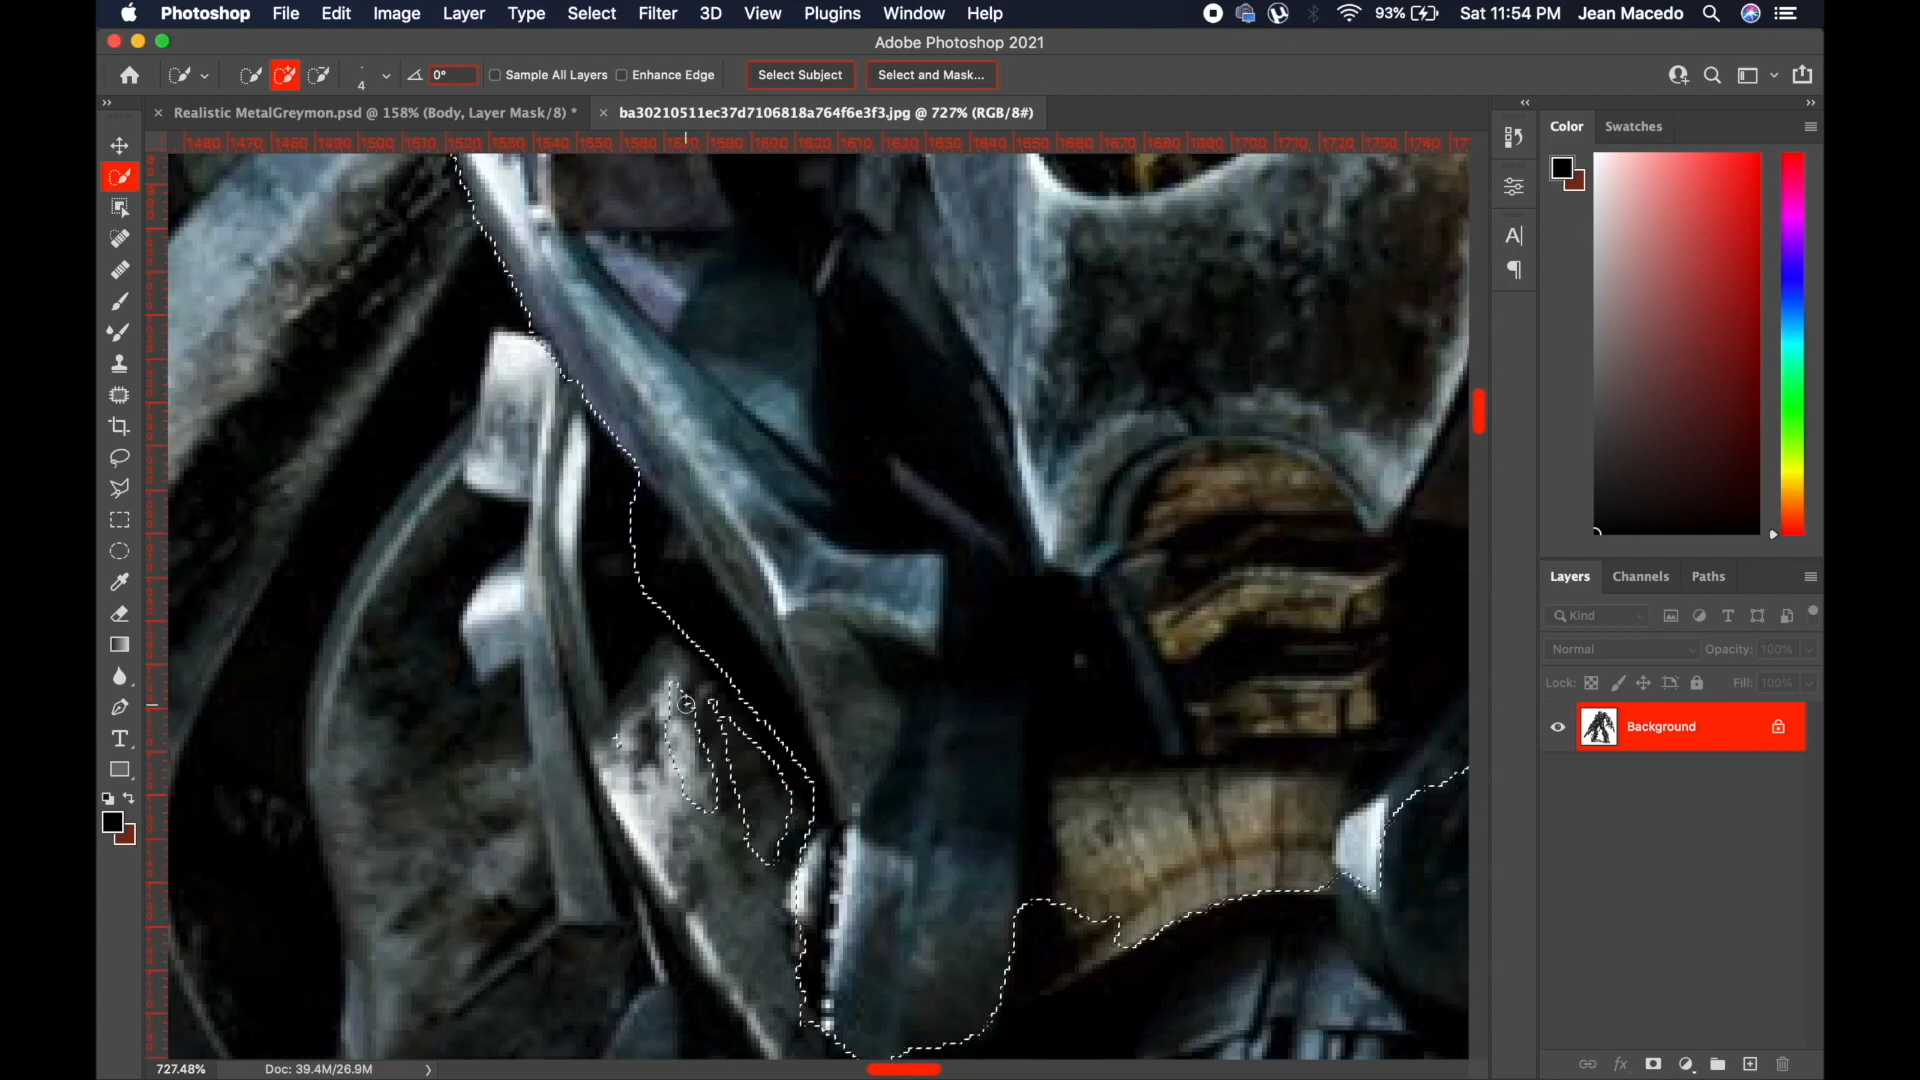 Photoshop File Edit Image Layer Type Select Filter 3D View Plugins Window Help 93% Sat 11:54 PM Jean Macedo
Adobe Photoshop 2021
4 0° Sample All Layers Enhance Edge Select Subject Select and Mask...
Realistic MetalGreymon.psd @ 158% (Body, Layer Mask/8) * ba30210511ec37d7106818a764f6e3f3.jpg @ 727% (RGB/8#)
Color Swatches
Layers Channels Paths
Kind
Normal Opacity: 100%
Lock: Fill: 100%
Background
727.48% Doc: 39.4M/26.9M